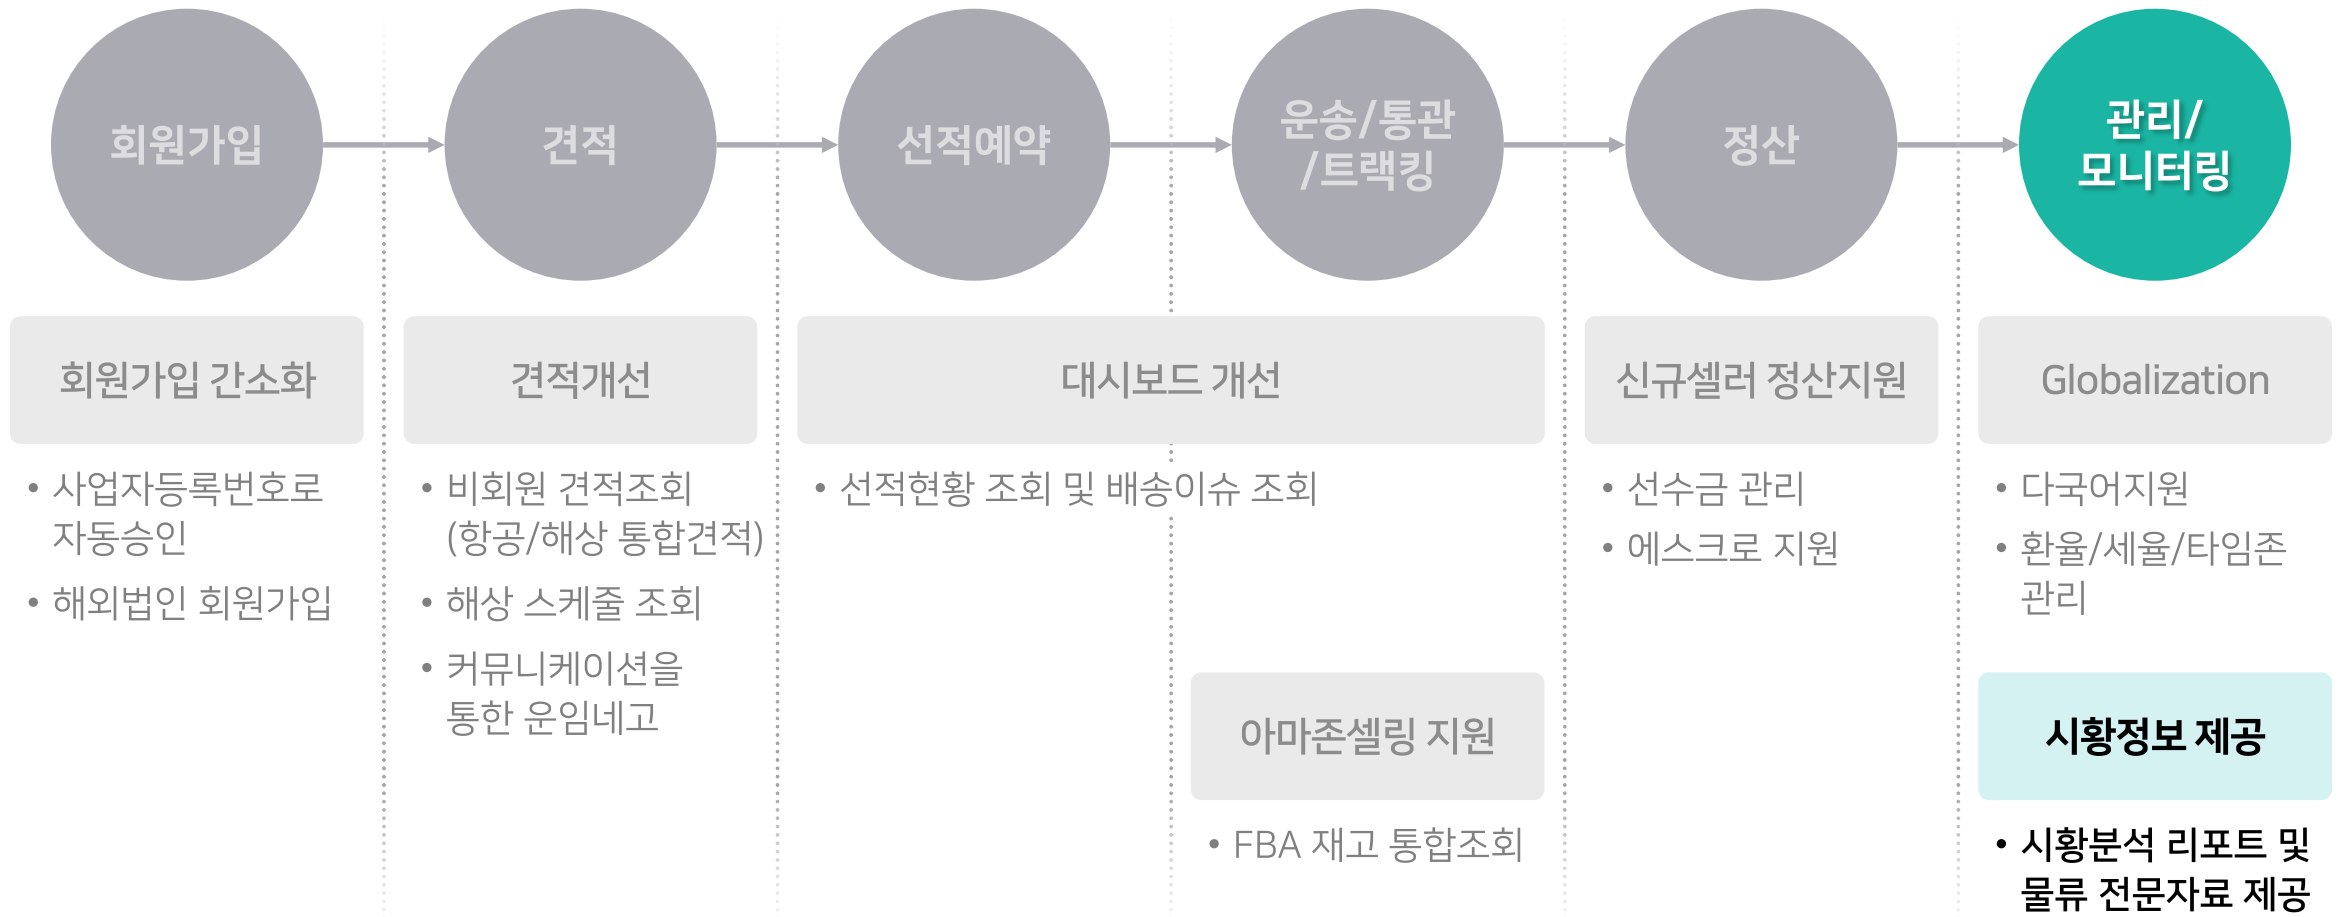 회원가입
견적
선적예약
운송/통관
/트랙킹
정산
관리/
모니터링
회원가입 간소화
견적개선
대시보드 개선
신규셀러 정산지원
Globalization
• 사업자등록번호로
자동승인
• 해외법인 회원가입
• 비회원 견적조회
(항공/해상 통합견적)
• 해상 스케줄 조회
• 커뮤니케이션을
통한 운임네고
• 선적현황 조회 및 배송이슈 조회
• 선수금 관리
• 에스크로 지원
• 다국어지원
• 환율/세율/타임존
관리
아마존셀링 지원
• FBA 재고 통합조회
시황정보 제공
• 시황분석 리포트 및
물류 전문자료 제공